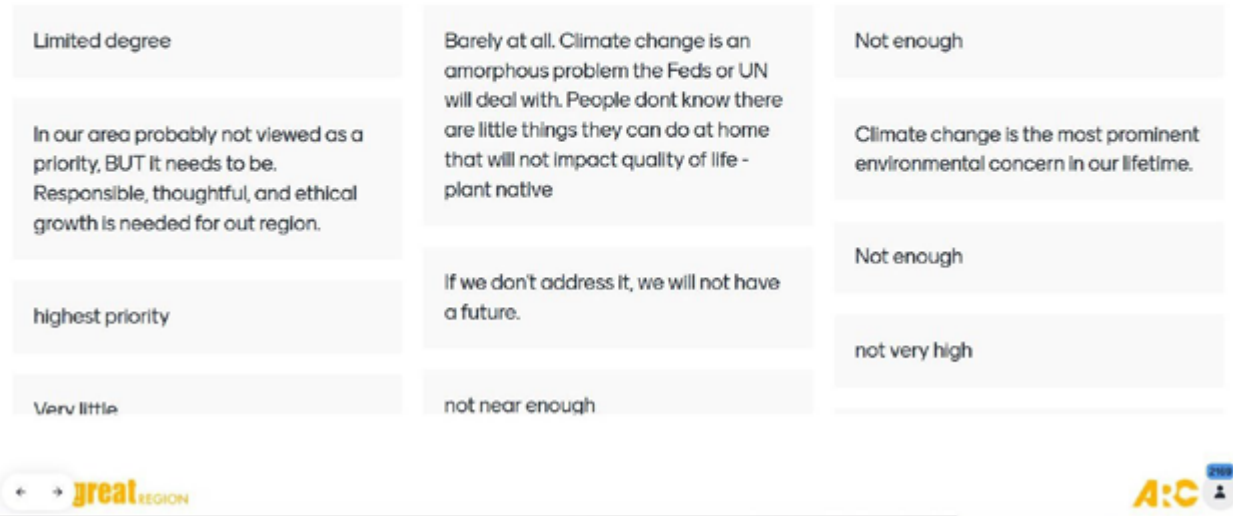 Limited degree
In our area probably not viewed as a
priority, BUT it needs to be.
Responsible, thoughtful, and ethical
growth is needed for out region.
highest priority
Very little
Barely at all. Climate change is an
amorphous problem the Feds or UN
will deal with. People dont know there
are little things they can do at home
that will not impact quality of life -
plant native
If we don't address it, we will not have
a future.
not near enough
Not enough
Climate change is the most prominent
environmental concern in our lifetime.
Not enough
not very high
great REGION
ARC
2169